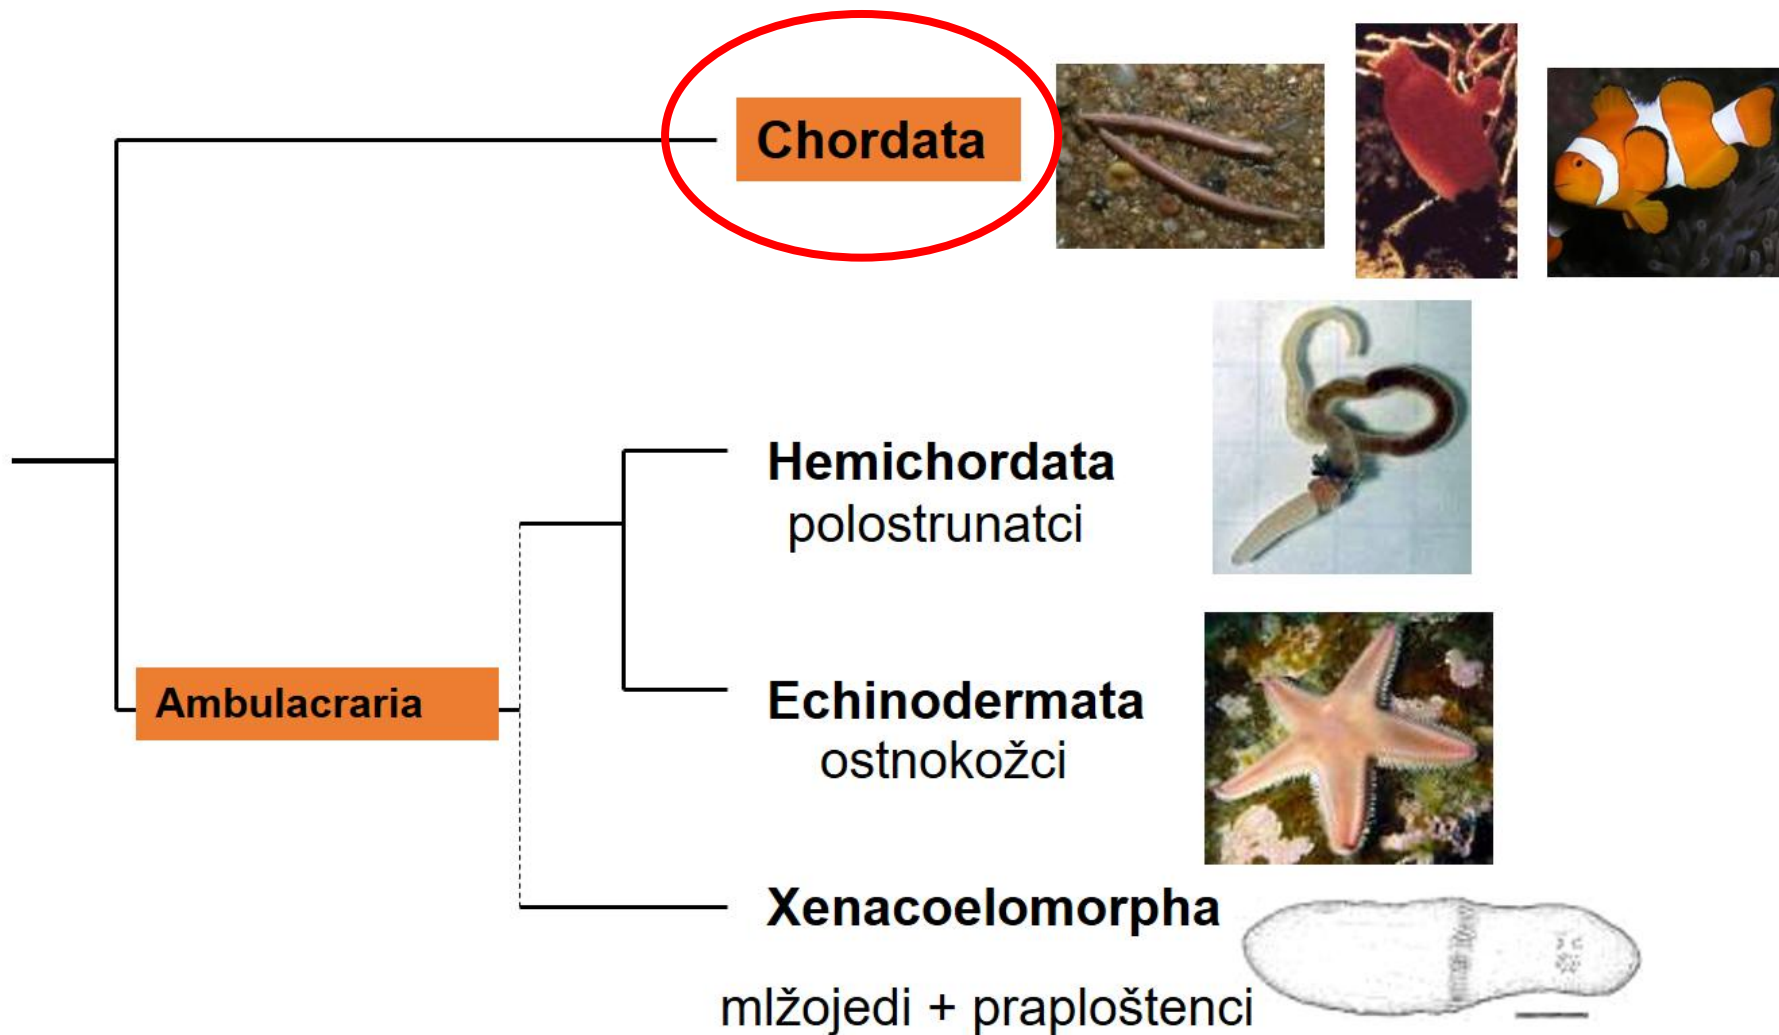 Chordata
Hemichordata
polostrunatci
Ambulacraria
Echinodermata
ostnokožci
Xenacoelomorpha
mlžojedi + praploštenci